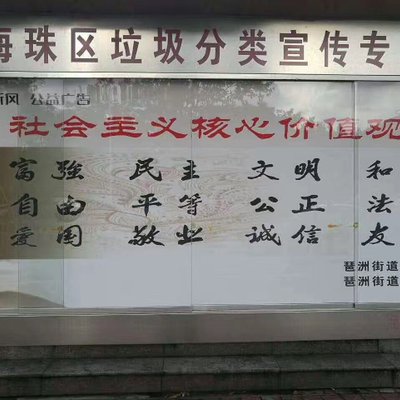 海珠区垃圾分类宣传专
新风 公益广告
社会主义核心价值观
富强 民主 文明 和
自由 平等 公正 法
爱国 敬业 诚信 友
琶洲街道
琶洲街道